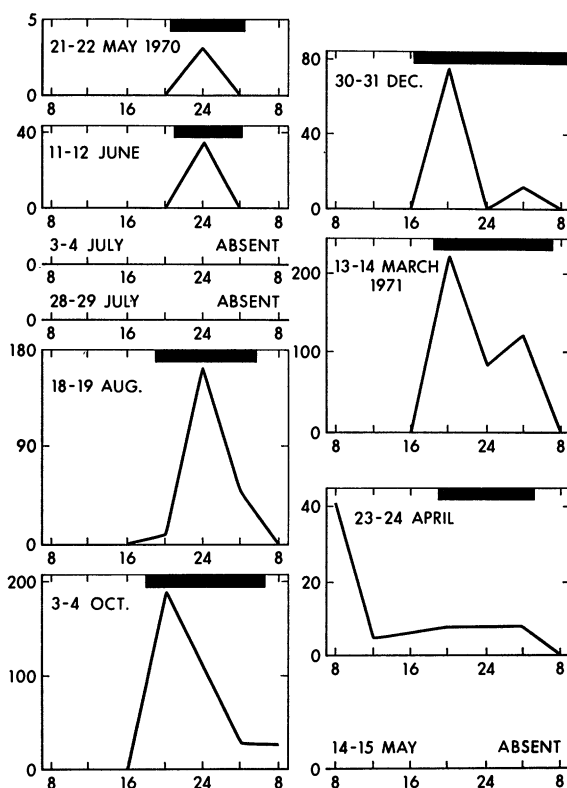 5
21-22 MAY 1970
0
8 16 24 8
40
11-12 JUNE
0
8 16 24 8
3-4 JULY ABSENT
0
8 16 24 8
28-29 JULY ABSENT
0
8 16 24 8
180
18-19 AUG.
90
0
8 16 24 8
200
3-4 OCT.
100
0
8 16 24 8
80
30-31 DEC.
40
0
8 16 24 8
13-14 MARCH
1971
200
100
0
8 16 24 8
40
23-24 APRIL
20
0
8 16 24 8
14-15 MAY ABSENT
0
8 16 24 8